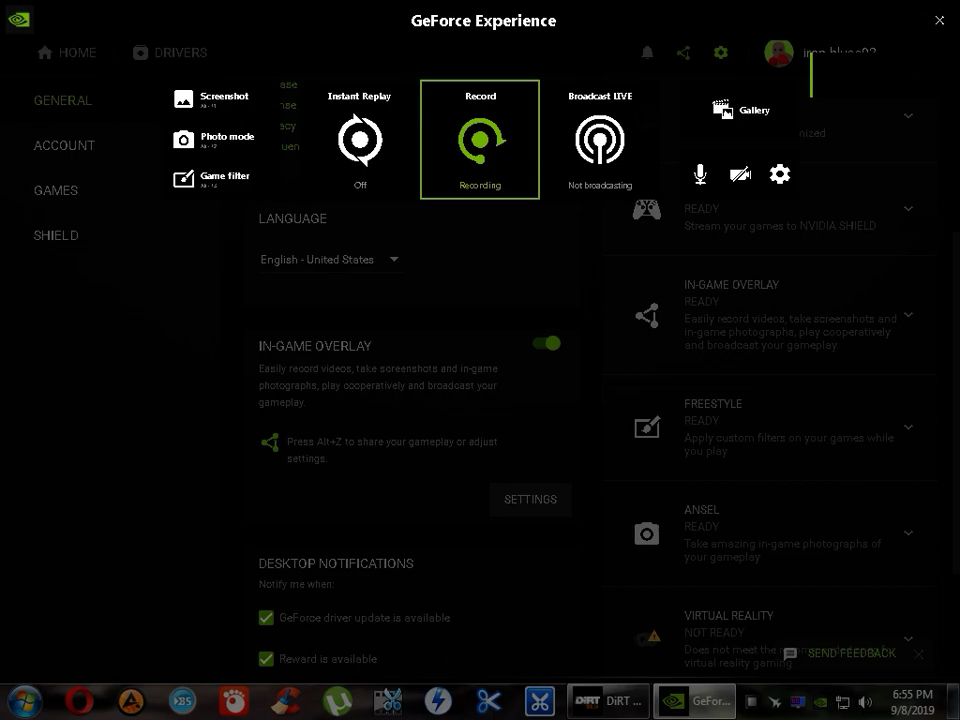 GeForce Experience
HOME
DRIVERS
Screenshot
Photo mode
Game filter
Instant Replay
Off
Record
Recording
Broadcast LIVE
Not broadcasting
Gallery
GENERAL
ACCOUNT
GAMES
SHIELD
LANGUAGE
English - United States
IN-GAME OVERLAY
Easily record videos, take screenshots and in-game
photographs, play cooperatively and broadcast your
gameplay.
Press Alt+Z to share your gameplay or adjust
settings.
SETTINGS
DESKTOP NOTIFICATIONS
Notify me when:
GeForce driver update is available
Reward is available
READY
Stream your games to NVIDIA SHIELD
IN-GAME OVERLAY
READY
Easily record videos, take screenshots and
in-game photographs, play cooperatively
and broadcast your gameplay
FREESTYLE
READY
Apply custom filters on your games while
you play
ANSEL
READY
Take amazing in-game photographs of
your gameplay
VIRTUAL REALITY
NOT READY
Does not meet the
virtual reality gaming.
SEND FEEDBACK
DiRT ...
GeFor...
6:55 PM
9/8/2019